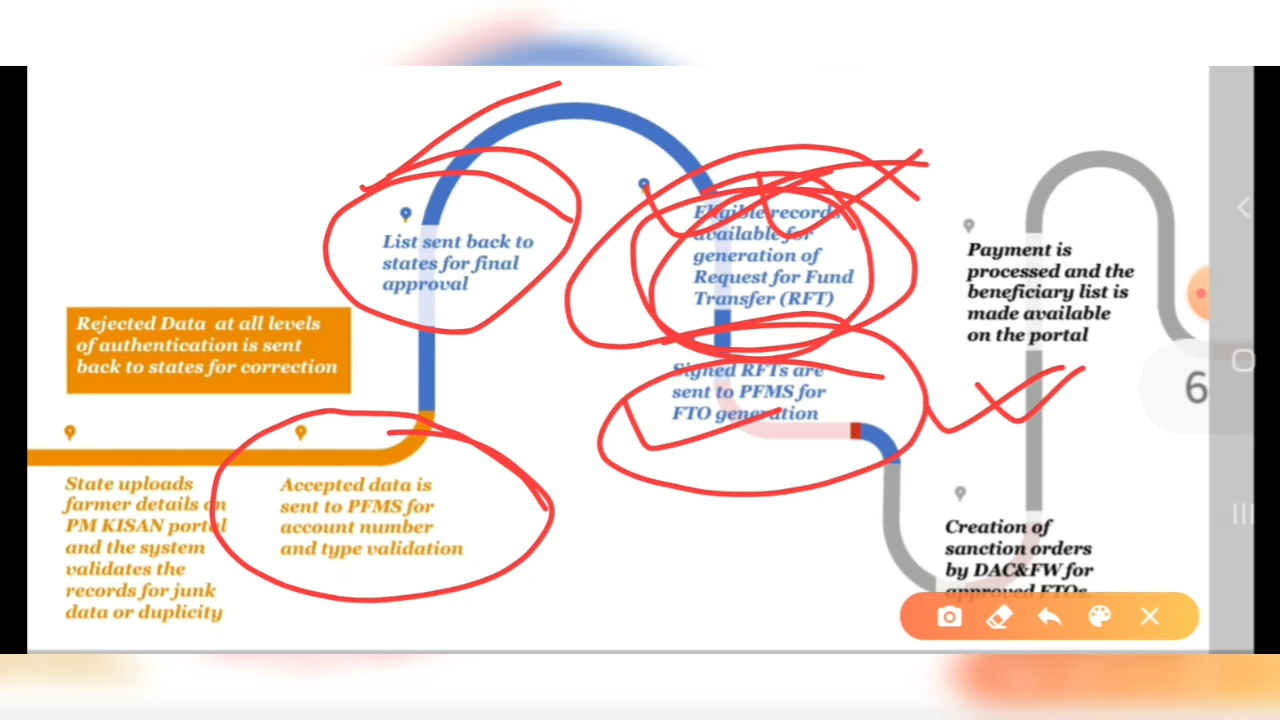 List sent back to
states for final
approval
Eligible records
available for
generation of
Request for Fund
Transfer (RFT)
Payment is
processed and the
beneficiary list is
made available
on the portal
Rejected Data at all levels
of authentication is sent
back to states for correction
Signed RFTs are
sent to PFMS for
FTO generation
6
State uploads
farmer details on
PM KISAN portal
and the system
validates the
records for junk
data or duplicity
Accepted data is
sent to PFMS for
account number
and type validation
Creation of
sanction orders
by DAC&FW for
approved FTOs